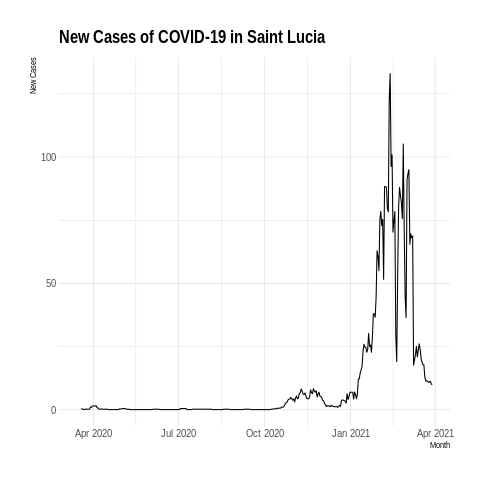 New Cases of COVID-19 in Saint Lucia
New Cases
100
50
0
Apr 2020 Jul 2020 Oct 2020 Jan 2021 Apr 2021
Month